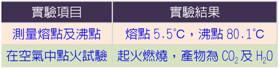 實驗項目 實驗結果
測量熔點及沸點 熔點 5.5℃，沸點 80.1℃
在空氣中點火試驗 起火燃燒，產物為 CO₂ 及 H₂O